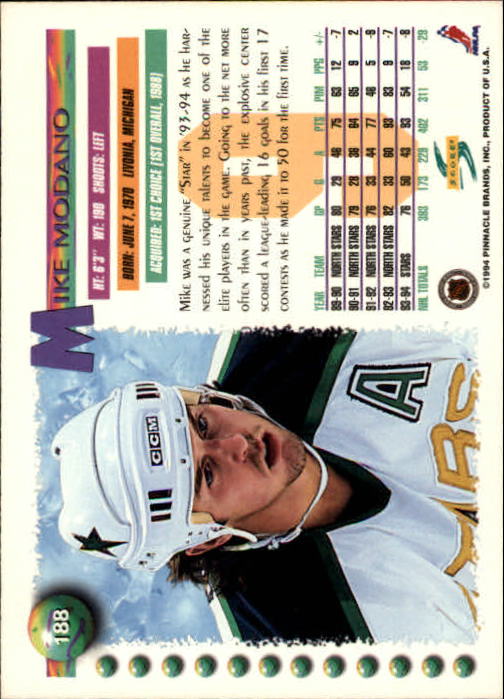 188
MIKE MODANO
HT: 6'3" WT: 190 SHOOTS: LEFT
BORN: JUNE 7, 1970 LIVONIA, MICHIGAN
ACQUIRED: 1ST CHOICE (1ST OVERALL, 1988)
MIKE WAS A GENUINE "STAR" IN '93-94 AS HE HAR-
NESSED HIS UNIQUE TALENTS TO BECOME ONE OF THE
ELITE PLAYERS IN THE GAME. GOING TO THE NET MORE
OFTEN THAN IN YEARS PAST, THE EXPLOSIVE CENTER
SCORED A LEAGUE-LEADING 16 GOALS IN HIS FIRST 17
CONTESTS AS HE MADE IT TO 50 FOR THE FIRST TIME.
YEAR TEAM GP G A PTS PIM PPG +/-
89-90 NORTH STARS 80 29 46 75 63 12 -7
90-91 NORTH STARS 79 28 36 64 65 9 2
91-92 NORTH STARS 76 33 44 77 46 5 -9
92-93 NORTH STARS 82 33 60 93 83 9 -7
93-94 STARS 76 50 43 93 54 18 -8
NHL TOTALS 393 173 229 402 311 53 -29
SCORE
NHL
NHLPA
©1994 PINNACLE BRANDS, INC., PRODUCT OF U.S.A.
CCM
A